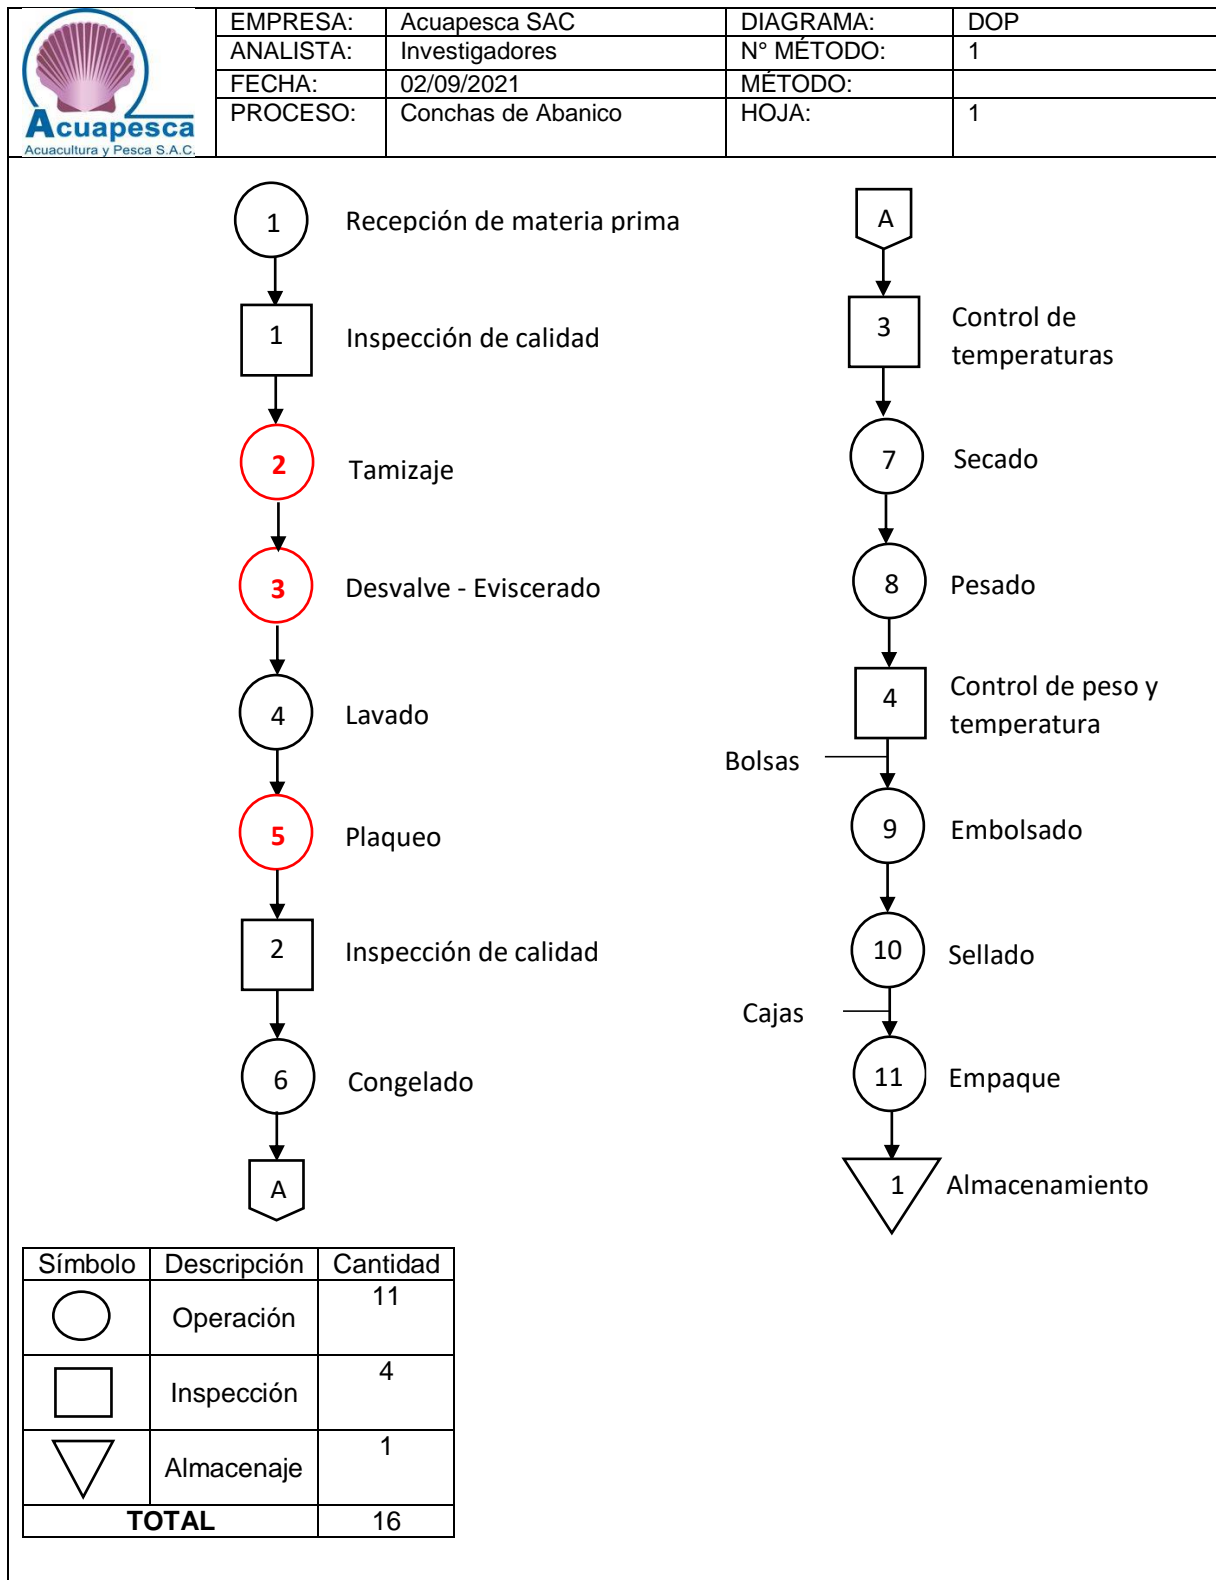 Acuapesca
Acuacultura y Pesca S.A.C.
EMPRESA: Acuapesca SAC DIAGRAMA: DOP
ANALISTA: Investigadores N° MÉTODO: 1
FECHA: 02/09/2021 MÉTODO:
PROCESO: Conchas de Abanico HOJA: 1
1 Recepción de materia prima
1 Inspección de calidad
2 Tamizaje
3 Desvalve - Eviscerado
4 Lavado
5 Plaqueo
2 Inspección de calidad
6 Congelado
A
A
3 Control de
temperaturas
7 Secado
8 Pesado
4 Control de peso y
temperatura
Bolsas
9 Embolsado
10 Sellado
Cajas
11 Empaque
1 Almacenamiento
Símbolo Descripción Cantidad
Operación 11
Inspección 4
Almacenaje 1
TOTAL 16